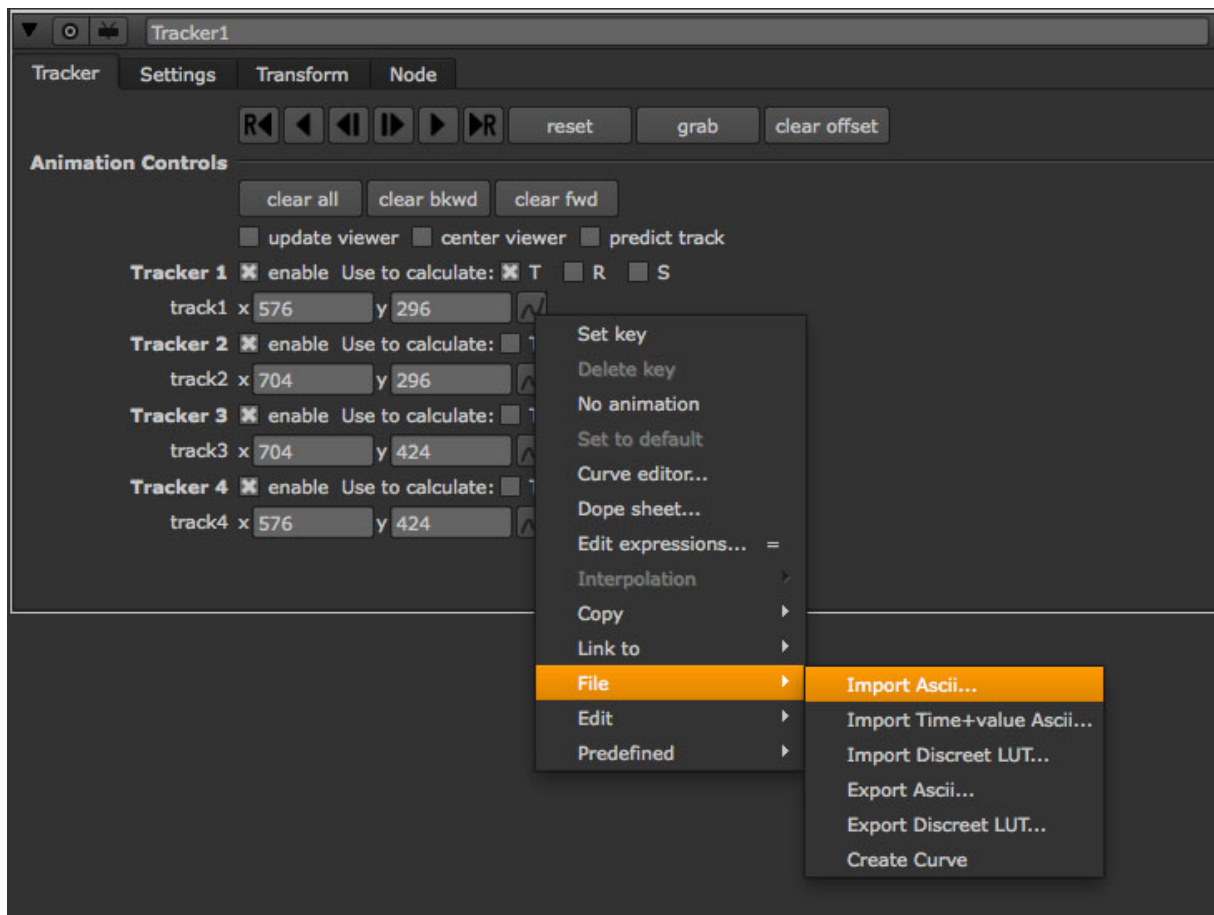 Tracker1
Tracker Settings Transform Node
R R reset grab clear offset
Animation Controls
clear all clear bkwd clear fwd
update viewer center viewer predict track
Tracker 1 enable Use to calculate: T R S
track1 x 576 y 296
Tracker 2 enable Use to calculate:
track2 x 704 y 296
Tracker 3 enable Use to calculate:
track3 x 704 y 424
Tracker 4 enable Use to calculate:
track4 x 576 y 424
Set key
Delete key
No animation
Set to default
Curve editor...
Dope sheet...
Edit expressions... =
Interpolation
Copy
Link to
File
Edit
Predefined
Import Ascii...
Import Time+value Ascii...
Import Discreet LUT...
Export Ascii...
Export Discreet LUT...
Create Curve